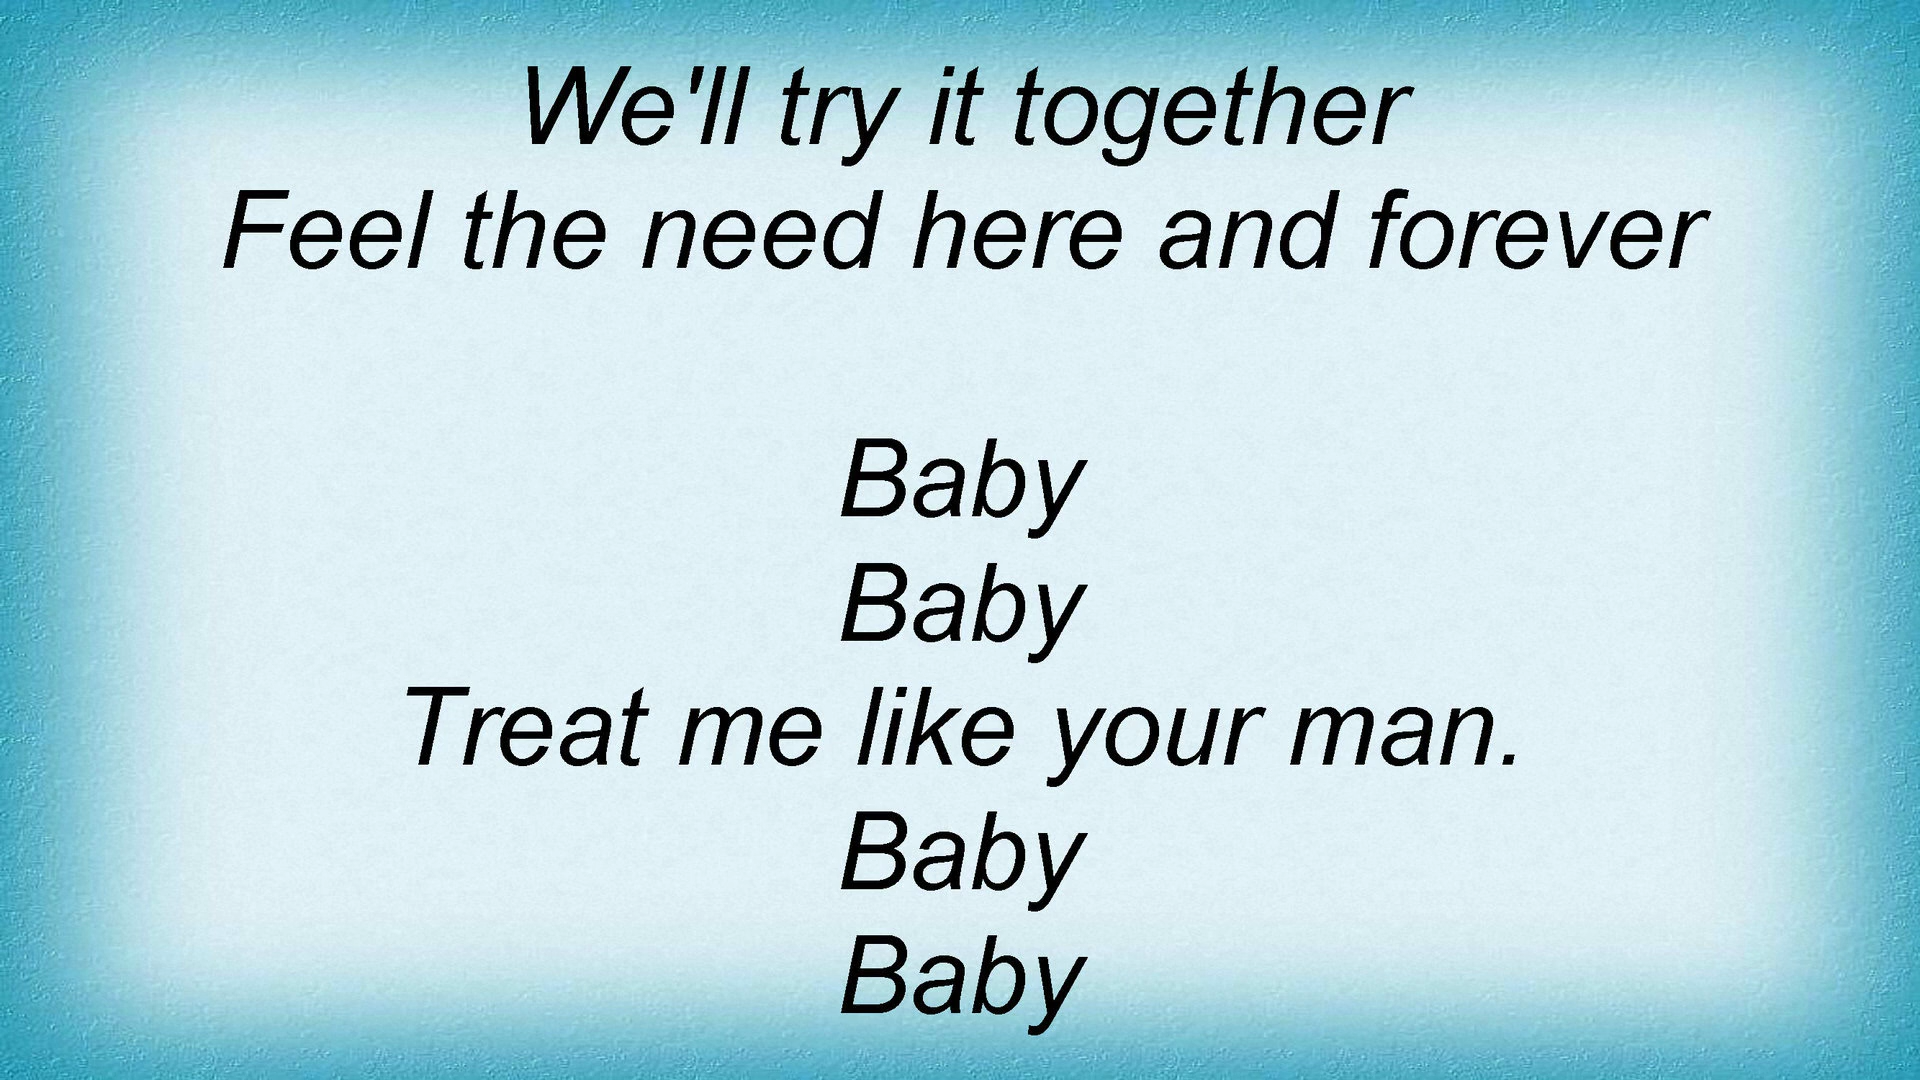 We'll try it together
Feel the need here and forever
Baby
Baby
Treat me like your man.
Baby
Baby